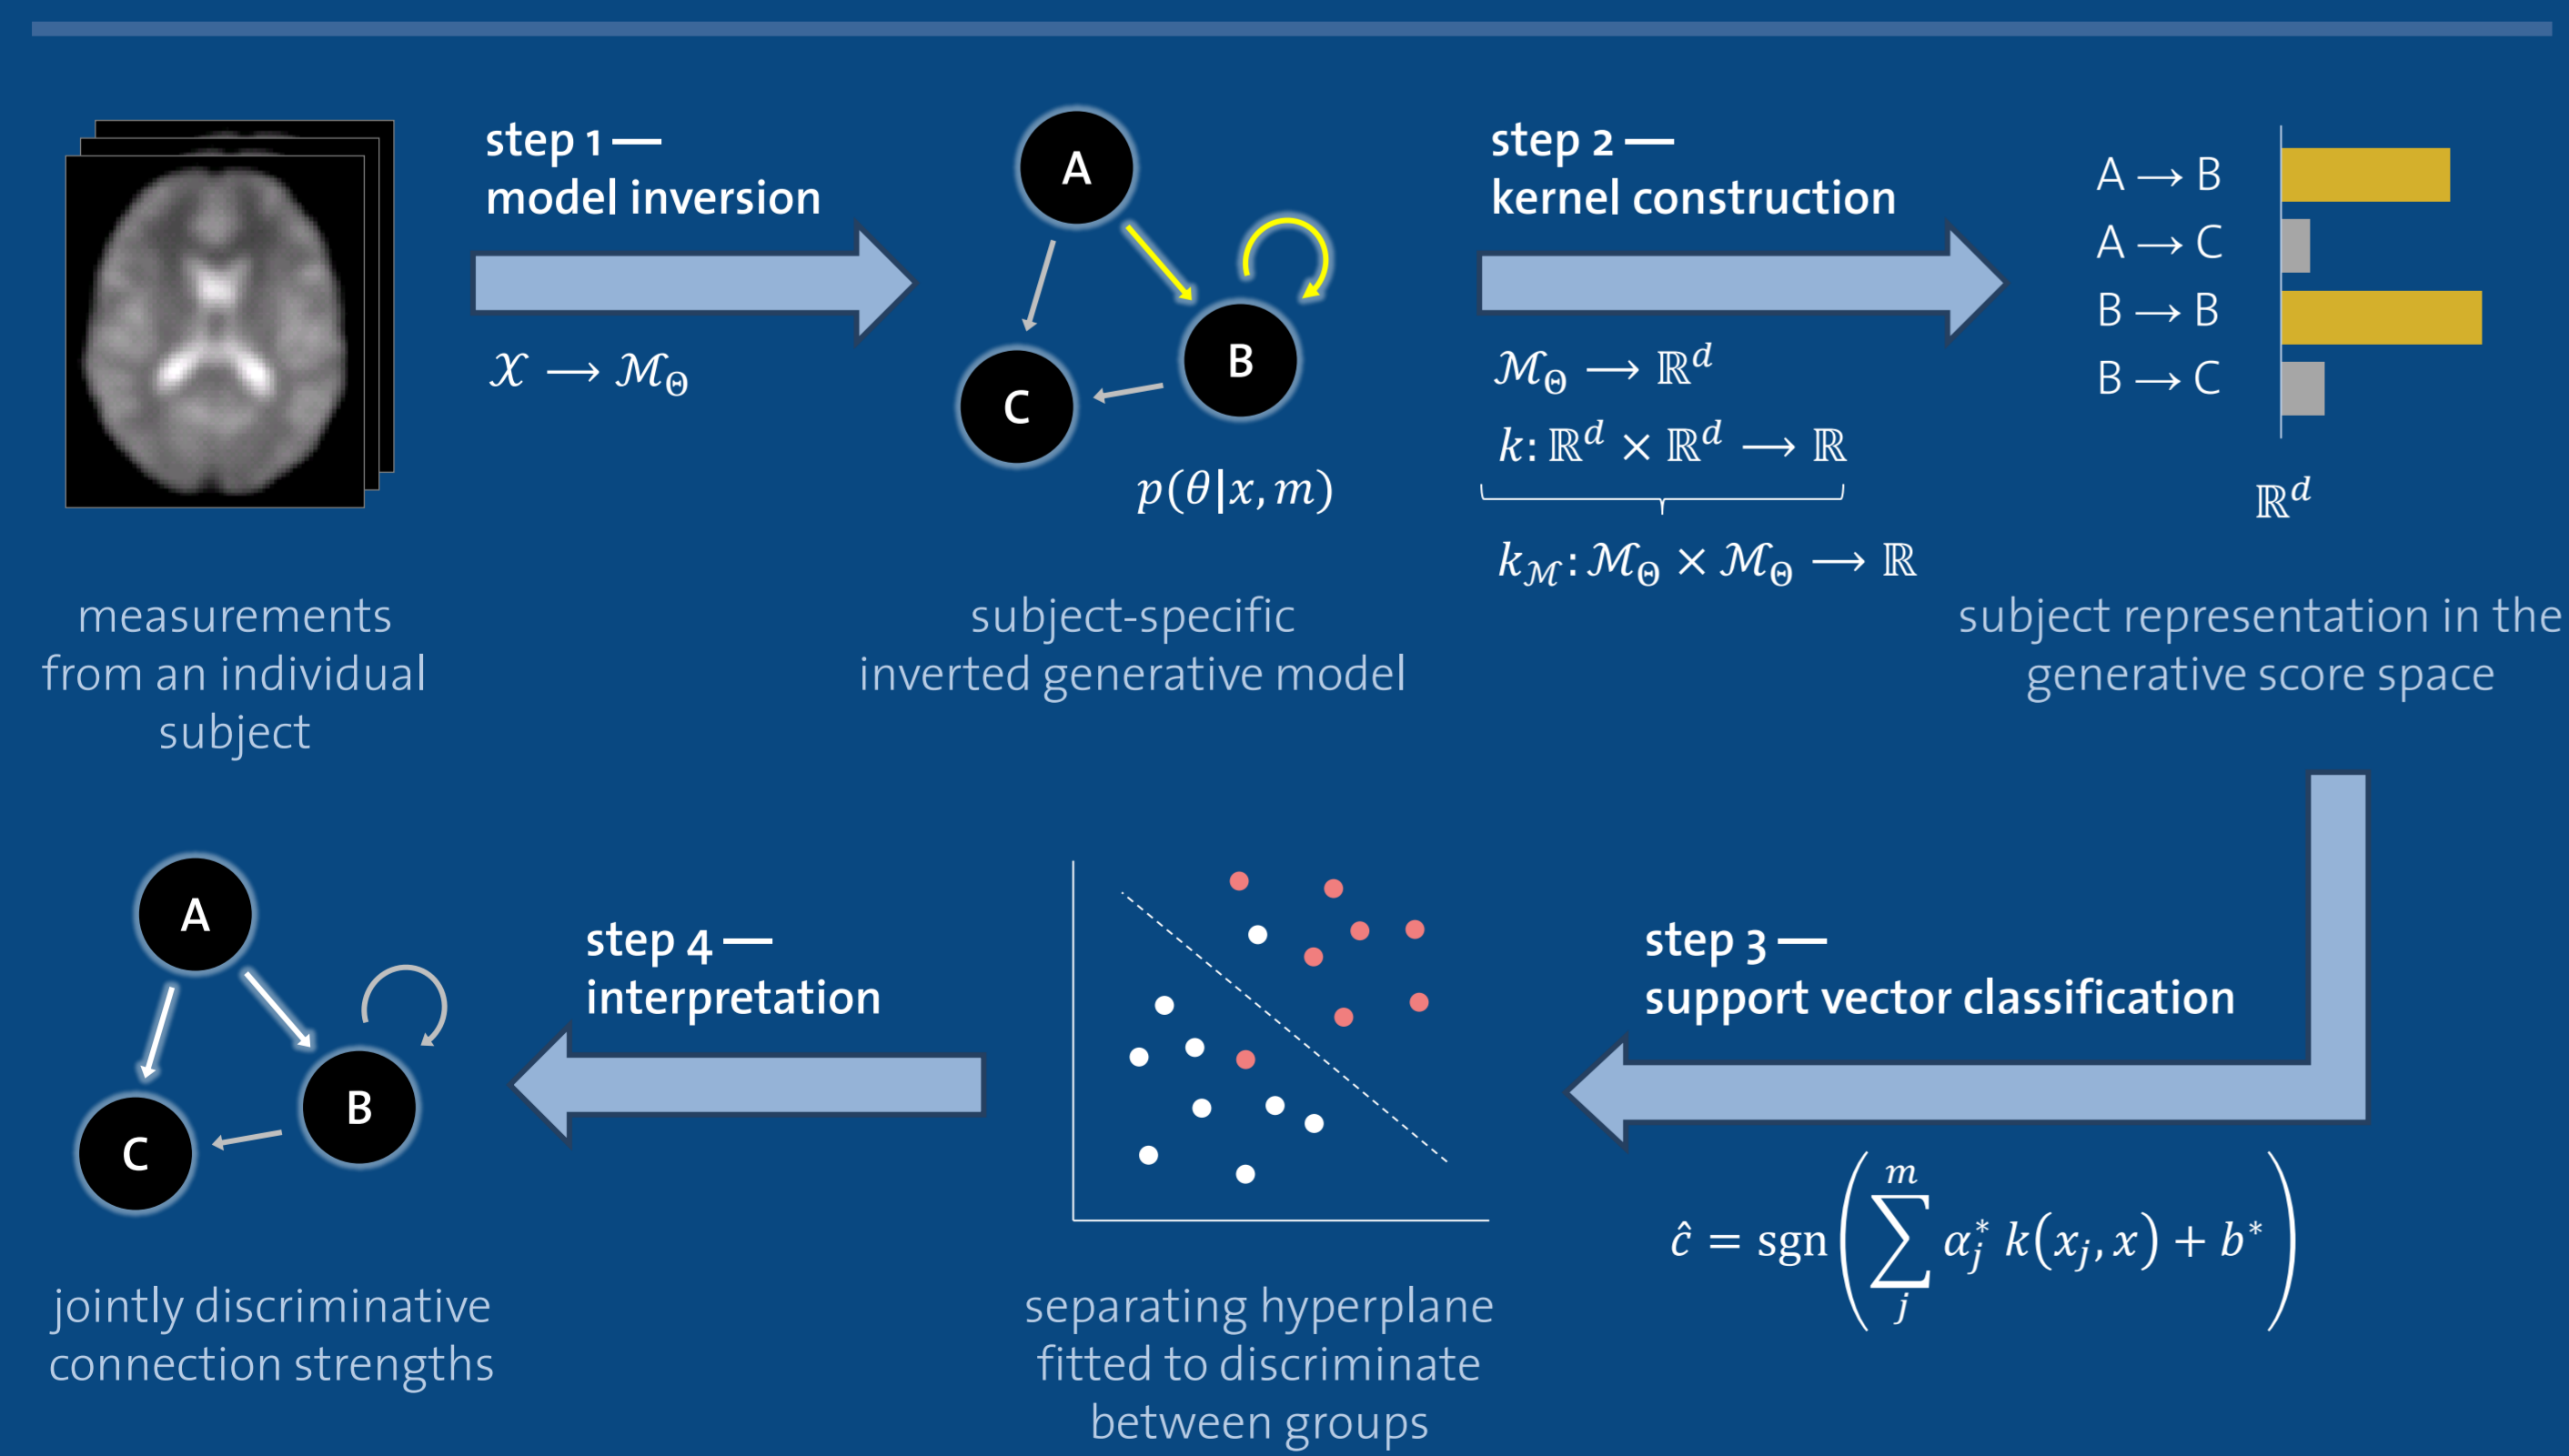 step 1 —
model inversion
𝒳 ⟶ ℳ_Θ
A
B
C
p(θ|x, m)
step 2 —
kernel construction
ℳ_Θ ⟶ ℝ^d
k: ℝ^d × ℝ^d ⟶ ℝ
k_ℳ: ℳ_Θ × ℳ_Θ ⟶ ℝ
A → B
A → C
B → B
B → C
ℝ^d
measurements
from an individual
subject
subject-specific
inverted generative model
subject representation in the
generative score space
A
B
C
step 4 —
interpretation
step 3 —
support vector classification
ĉ = sgn(∑_j^m α_j^* k(x_j, x) + b^*)
jointly discriminative
connection strengths
separating hyperplane
fitted to discriminate
between groups